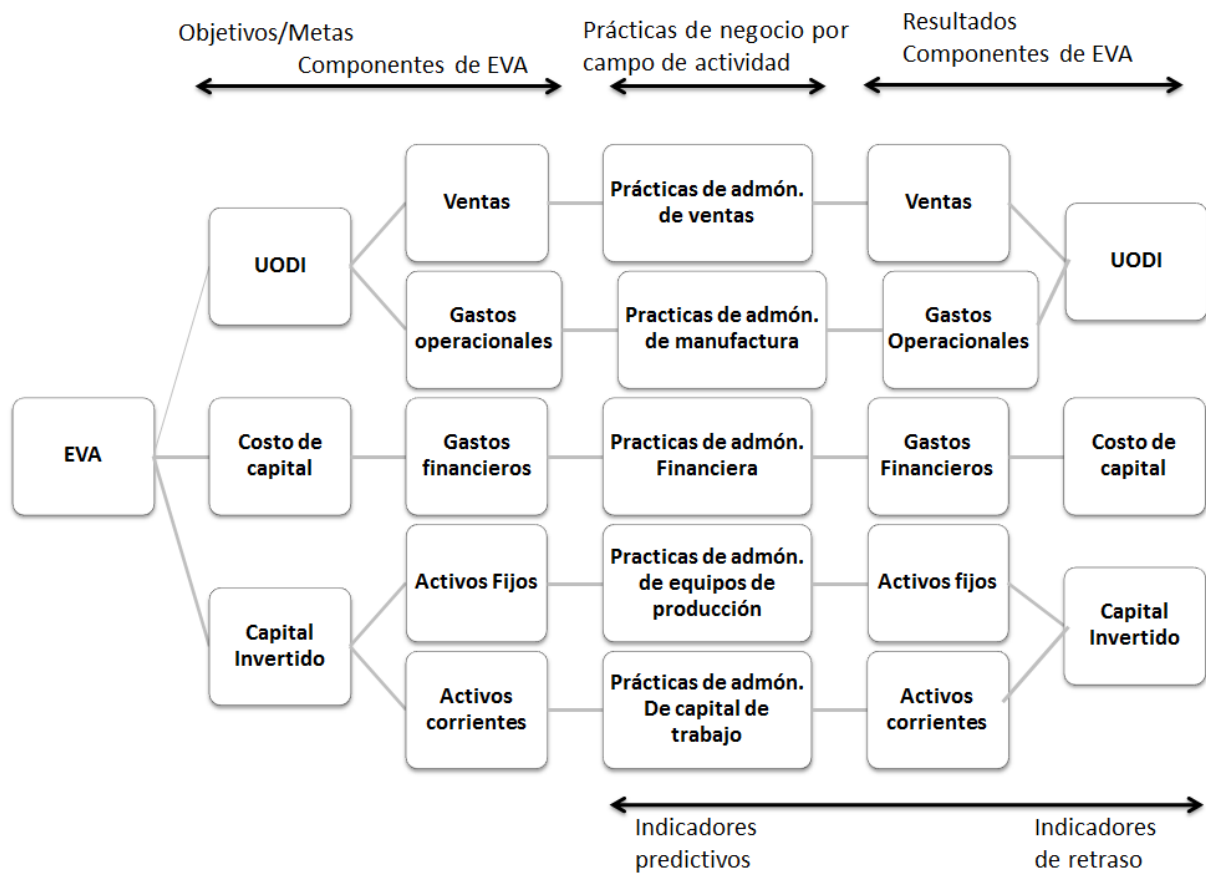 Objetivos/Metas
Componentes de EVA
Prácticas de negocio por
campo de actividad
Resultados
Componentes de EVA
Ventas
Prácticas de admón.
de ventas
Ventas
UODI
UODI
Gastos
operacionales
Practicas de admón.
de manufactura
Gastos
Operacionales
EVA
Costo de
capital
Gastos
financieros
Practicas de admón.
Financiera
Gastos
Financieros
Costo de
capital
Activos Fijos
Practicas de admón.
de equipos de
producción
Activos fijos
Capital
Invertido
Capital
Invertido
Activos
corrientes
Prácticas de admón.
De capital de
trabajo
Activos
corrientes
Indicadores
predictivos
Indicadores
de retraso